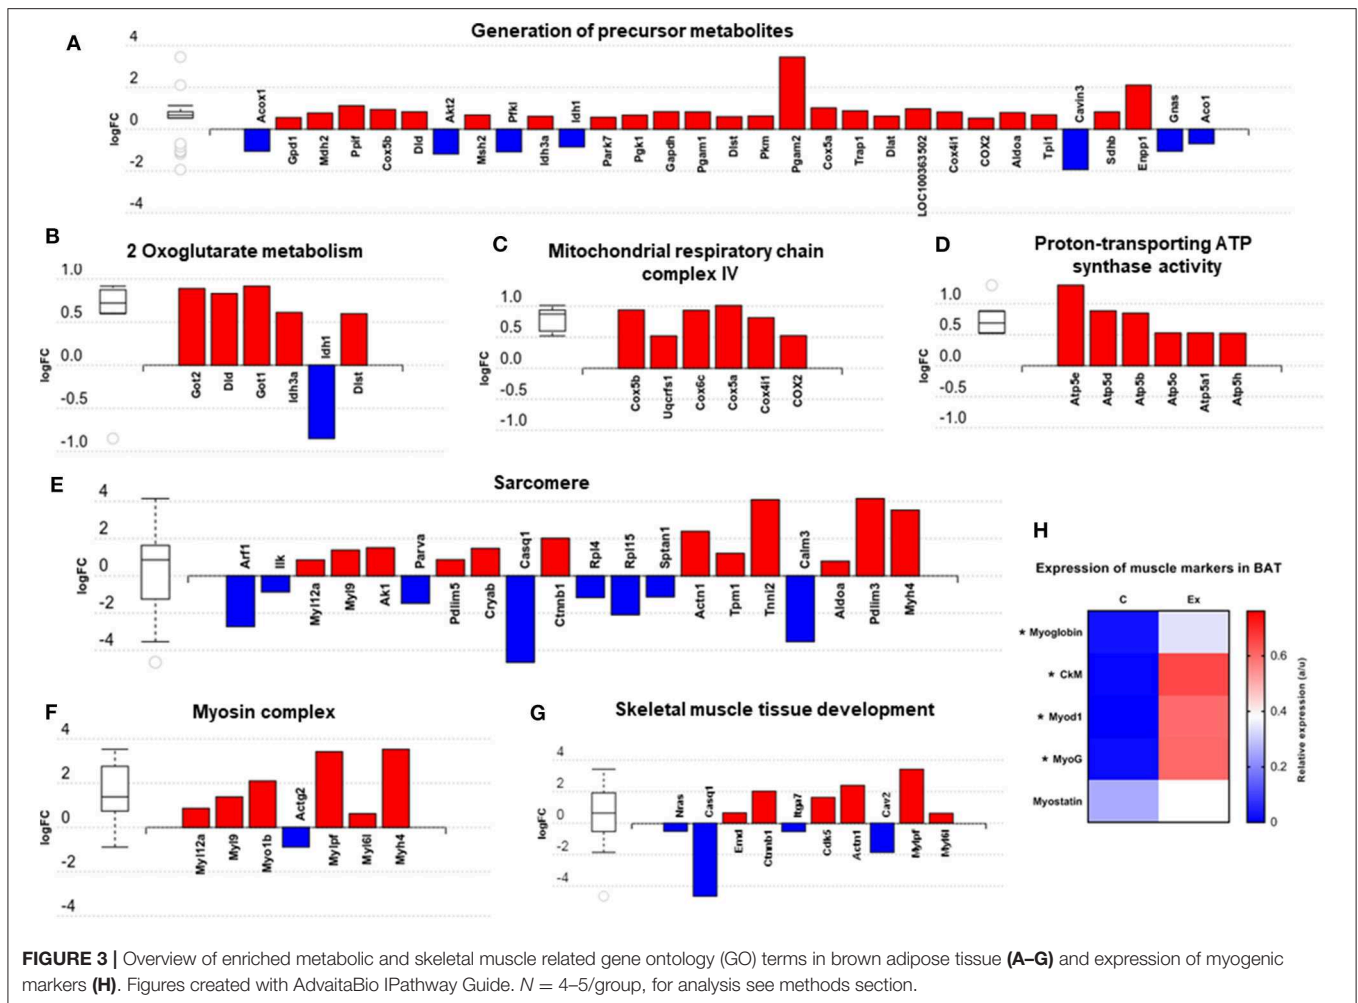 A
Generation of precursor metabolites
4
2
0
-2
-4
logFC
Acox1
Gpd1
Mdh2
Ppif
Cox5b
Dld
Akt2
Msh2
Pfkl
Idh3a
Idh1
Park7
Pgk1
Gapdh
Pgam1
Dlst
Pkm
Pgam2
Cox5a
Trap1
Dlat
LOC100363502
Cox4i1
COX2
Aldoa
Tpi1
Cavin3
Sdhb
Enpp1
Gnas
Aco1
B
2 Oxoglutarate metabolism
1.0
0.5
0.0
-0.5
-1.0
logFC
Got2
Dld
Got1
Idh3a
Idh1
Dlst
C
Mitochondrial respiratory chain
complex IV
1.0
0.5
0.0
-0.5
-1.0
logFC
Cox5b
Uqcrfs1
Cox6c
Cox5a
Cox4i1
COX2
D
Proton-transporting ATP
synthase activity
1.0
0.5
0.0
-0.5
-1.0
logFC
Atp5e
Atp5d
Atp5b
Atp5o
Atp5a1
Atp5h
E
Sarcomere
4
2
0
-2
-4
logFC
Arf1
Ilk
Myl12a
Myl9
Ak1
Parva
Pdlim5
Cryab
Casq1
Ctnnb1
Rpl4
Rpl15
Sptan1
Actn1
Tpm1
Tnni2
Calm3
Aldoa
Pdlim3
Myh4
F
Myosin complex
4
2
0
-2
-4
logFC
Myl12a
Myl9
Myo1b
Actg2
Mylpf
Myl6l
Myh4
G
Skeletal muscle tissue development
4
2
0
-2
-4
logFC
Nras
Casq1
Emd
Ctnnb1
Itga7
Cdk5
Actn1
Cav2
Mylpf
Myl6l
H
Expression of muscle markers in BAT
C Ex
* Myoglobin
* CkM
* Myod1
* MyoG
Myostatin
0.6
0.4
0.2
0
Relative expression (a/u)
FIGURE 3 | Overview of enriched metabolic and skeletal muscle related gene ontology (GO) terms in brown adipose tissue (A–G) and expression of myogenic
markers (H). Figures created with AdvaitaBio IPathway Guide. N = 4–5/group, for analysis see methods section.